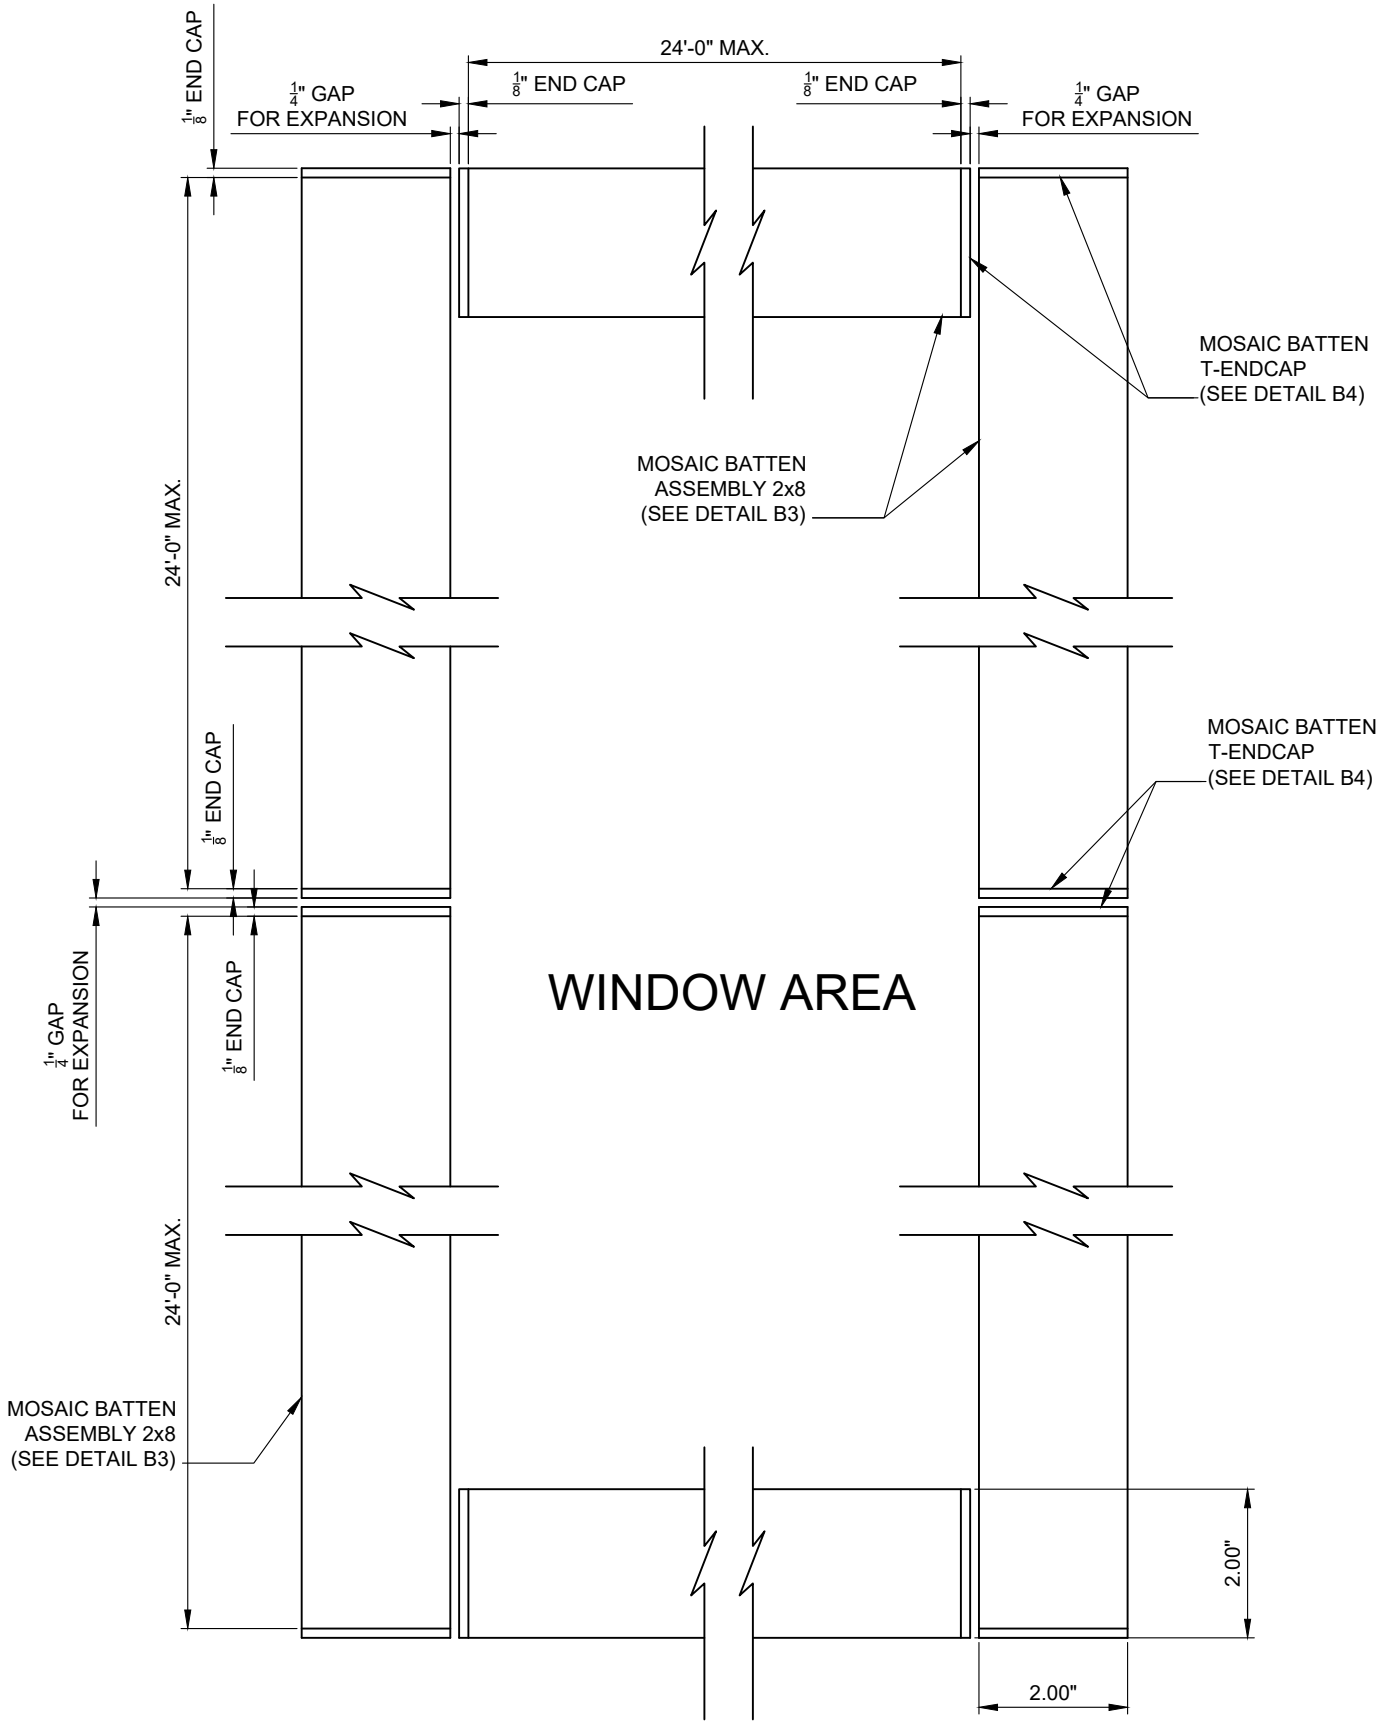 24'-0" MAX.
1/8" END CAP
1/4" GAP
FOR EXPANSION
1/8" END CAP
1/8" END CAP
1/4" GAP
FOR EXPANSION
MOSAIC BATTEN
T-ENDCAP
(SEE DETAIL B4)
MOSAIC BATTEN
ASSEMBLY 2x8
(SEE DETAIL B3)
24'-0" MAX.
MOSAIC BATTEN
T-ENDCAP
(SEE DETAIL B4)
1/8" END CAP
1/4" GAP
FOR EXPANSION
1/8" END CAP
WINDOW AREA
24'-0" MAX.
MOSAIC BATTEN
ASSEMBLY 2x8
(SEE DETAIL B3)
2.00"
2.00"